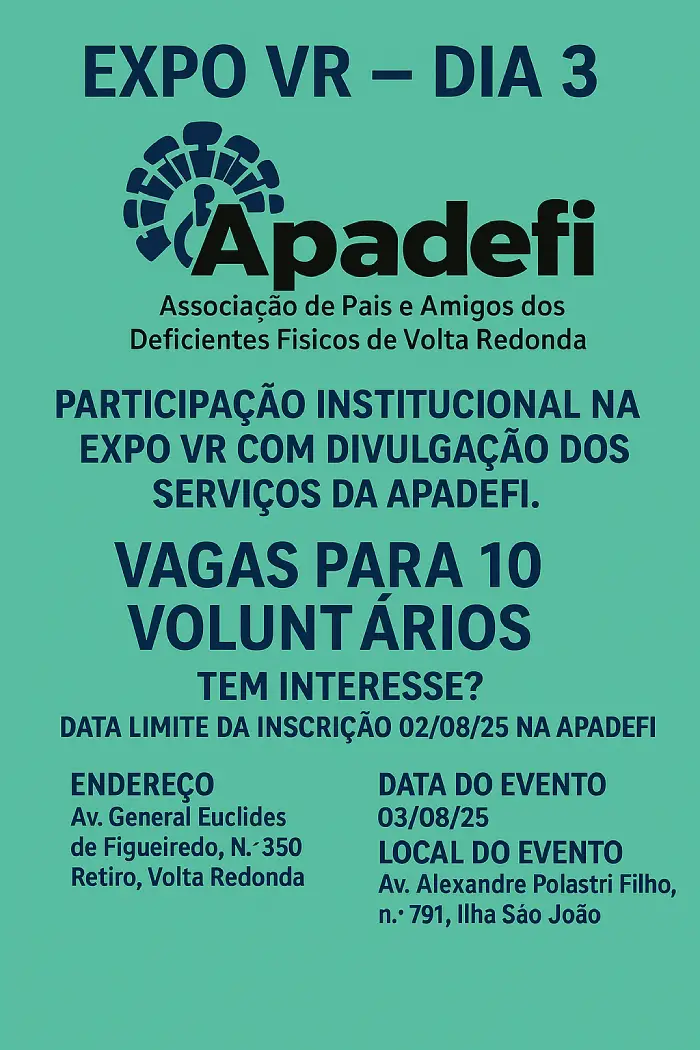 EXPO VR – DIA 3
Apadefi
Associação de Pais e Amigos dos
Deficientes Fisicos de Volta Redonda
PARTICIPAÇÃO INSTITUCIONAL NA
EXPO VR COM DIVULGAÇÃO DOS
SERVIÇOS DA APADEFI.
VAGAS PARA 10
VOLUNTÁRIOS
TEM INTERESSE?
DATA LIMITE DA INSCRIÇÃO 02/08/25 NA APADEFI
ENDEREÇO
Av. General Euclides
de Figueiredo, N.´350
Retiro, Volta Redonda
DATA DO EVENTO
03/08/25
LOCAL DO EVENTO
Av. Alexandre Polastri Filho,
n.· 791, Ilha Sáo João